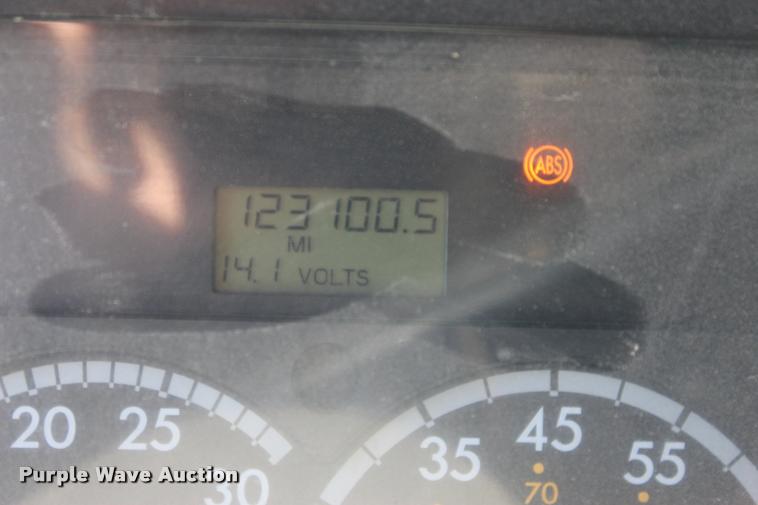 ABS
123100.5
MI
14.1 VOLTS
20 25 30
35 45 55
70
Purple Wave Auction